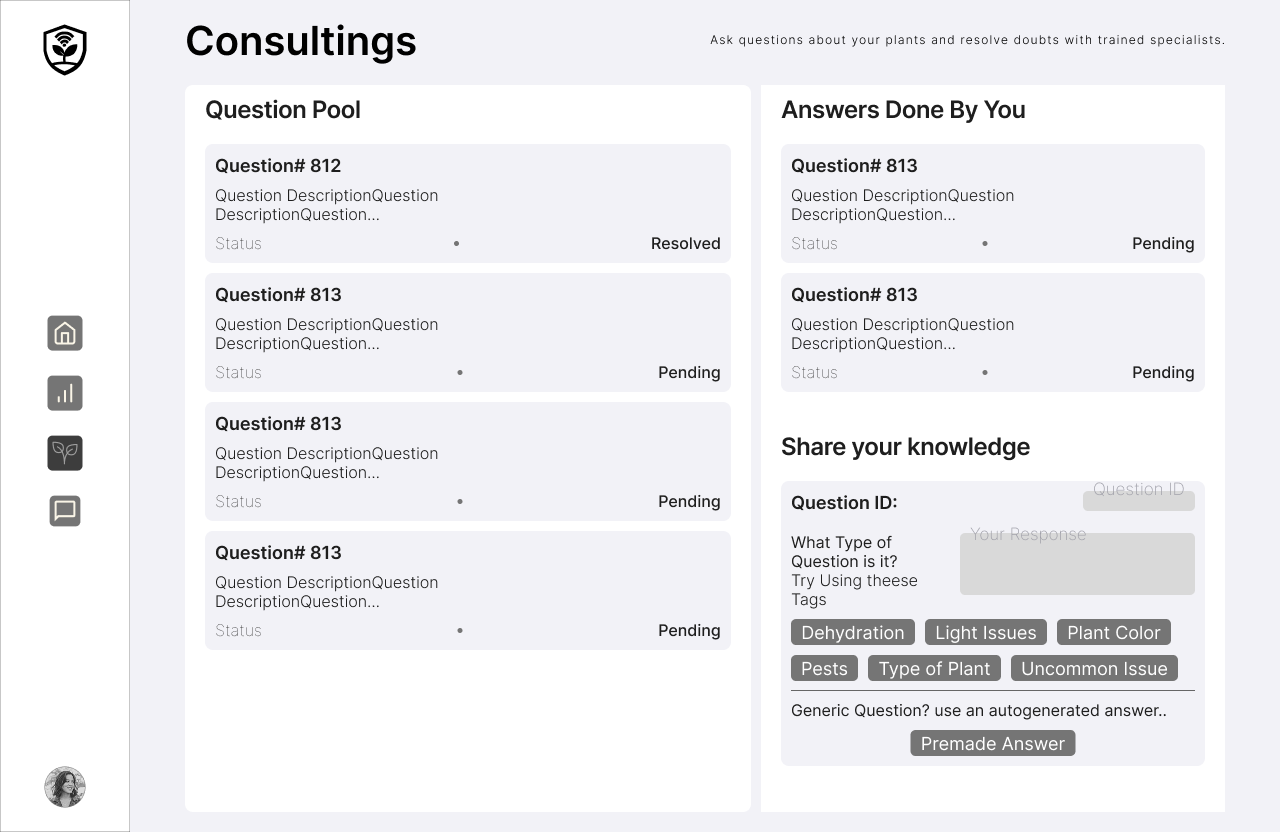 Consultings
Ask questions about your plants and resolve doubts with trained specialists.
Question Pool
Question# 812
Question DescriptionQuestion
DescriptionQuestion...
Status • Resolved
Question# 813
Question DescriptionQuestion
DescriptionQuestion...
Status • Pending
Question# 813
Question DescriptionQuestion
DescriptionQuestion...
Status • Pending
Question# 813
Question DescriptionQuestion
DescriptionQuestion...
Status • Pending
Answers Done By You
Question# 813
Question DescriptionQuestion
DescriptionQuestion...
Status • Pending
Question# 813
Question DescriptionQuestion
DescriptionQuestion...
Status • Pending
Share your knowledge
Question ID: Question ID
What Type of
Question is it?
Try Using theese
Tags
Your Response
Dehydration Light Issues Plant Color
Pests Type of Plant Uncommon Issue
Generic Question? use an autogenerated answer..
Premade Answer